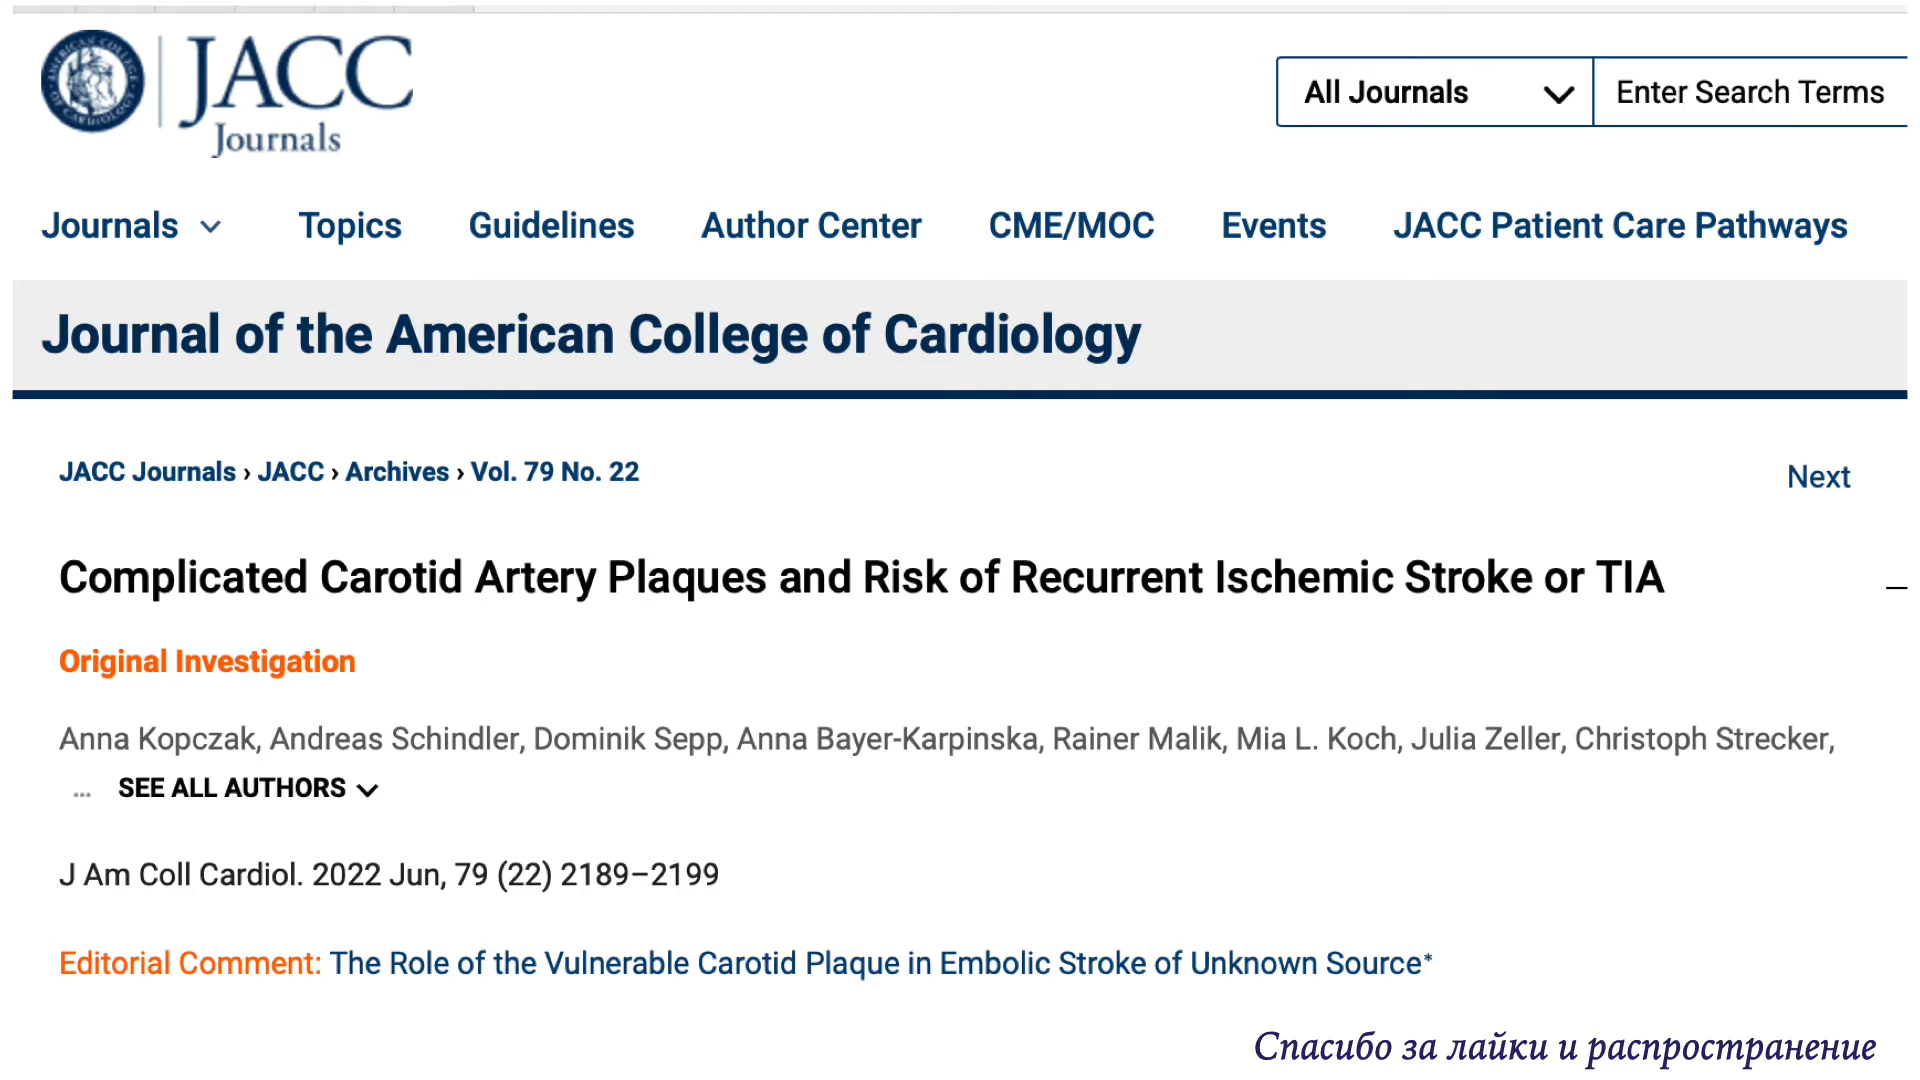 AMERICAN COLLEGE OF CARDIOLOGY
JACC
Journals
All Journals
Enter Search Terms
Journals
Topics
Guidelines
Author Center
CME/MOC
Events
JACC Patient Care Pathways
Journal of the American College of Cardiology
JACC Journals › JACC › Archives › Vol. 79 No. 22
Next
Complicated Carotid Artery Plaques and Risk of Recurrent Ischemic Stroke or TIA
Original Investigation
Anna Kopczak, Andreas Schindler, Dominik Sepp, Anna Bayer-Karpinska, Rainer Malik, Mia L. Koch, Julia Zeller, Christoph Strecker,
... SEE ALL AUTHORS
J Am Coll Cardiol. 2022 Jun, 79 (22) 2189–2199
Editorial Comment: The Role of the Vulnerable Carotid Plaque in Embolic Stroke of Unknown Source*
Спасибо за лайки и распространение